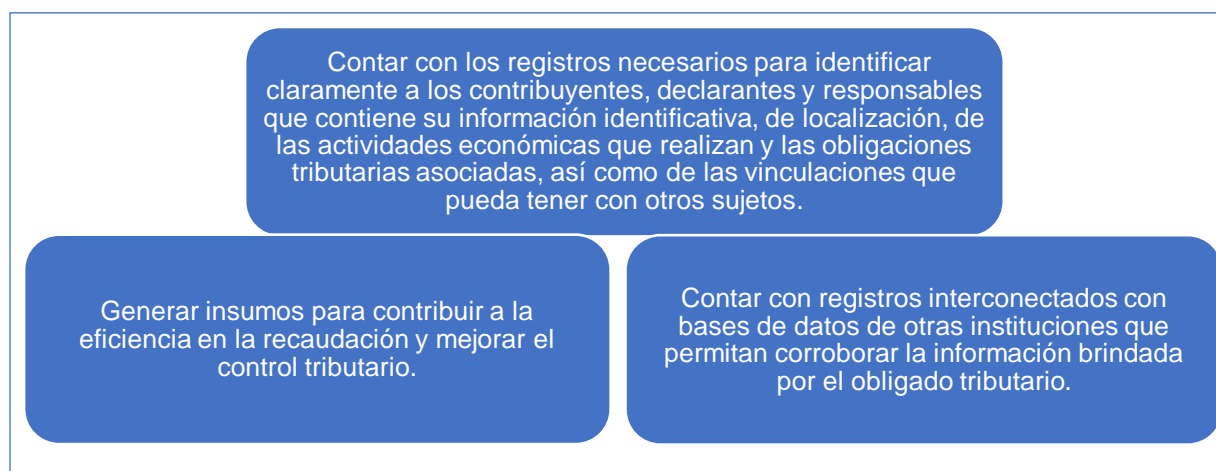 Contar con los registros necesarios para identificar
claramente a los contribuyentes, declarantes y responsables
que contiene su información identificativa, de localización, de
las actividades económicas que realizan y las obligaciones
tributarias asociadas, así como de las vinculaciones que
pueda tener con otros sujetos.
Generar insumos para contribuir a la
eficiencia en la recaudación y mejorar el
control tributario.
Contar con registros interconectados con
bases de datos de otras instituciones que
permitan corroborar la información brindada
por el obligado tributario.